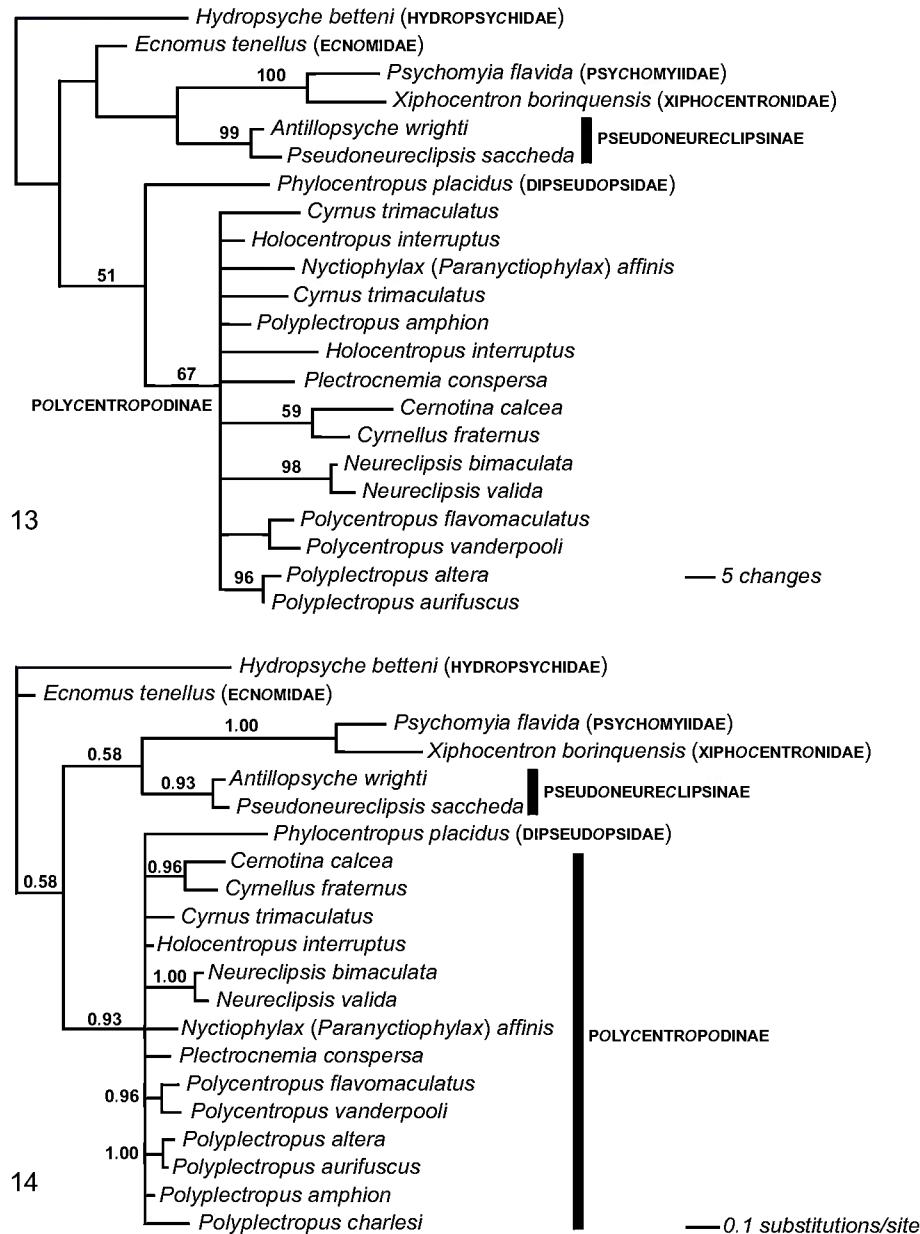 Hydropsyche betteni (HYDROPSYCHIDAE)
Ecnomus tenellus (ECNOMIDAE)
100
Psychomyia flavida (PSYCHOMYIIDAE)
Xiphocentron borinquensis (XIPHOCENTRONIDAE)
99
Antillopsyche wrighti
PSEUDONEURECLIPSINAE
Pseudoneureclipsis saccheda
Phylocentropus placidus (DIPSEUDOPSIDAE)
Cyrnus trimaculatus
Holocentropus interruptus
51
Nyctiophylax (Paranyctiophylax) affinis
Cyrnus trimaculatus
Polyplectropus amphion
Holocentropus interruptus
67
Plectrocnemia conspersa
POLYCENTROPODINAE
59
Cernotina calcea
Cyrnellus fraternus
98
Neureclipsis bimaculata
Neureclipsis valida
13
Polycentropus flavomaculatus
Polycentropus vanderpooli
96
Polyplectropus altera
5 changes
Polyplectropus aurifuscus
Hydropsyche betteni (HYDROPSYCHIDAE)
Ecnomus tenellus (ECNOMIDAE)
1.00
Psychomyia flavida (PSYCHOMYIIDAE)
0.58
Xiphocentron borinquensis (XIPHOCENTRONIDAE)
0.93
Antillopsyche wrighti
PSEUDONEURECLIPSINAE
Pseudoneureclipsis saccheda
Phylocentropus placidus (DIPSEUDOPSIDAE)
0.96
Cernotina calcea
0.58
Cyrnellus fraternus
Cyrnus trimaculatus
Holocentropus interruptus
1.00
Neureclipsis bimaculata
Neureclipsis valida
0.93
Nyctiophylax (Paranyctiophylax) affinis
POLYCENTROPODINAE
Plectrocnemia conspersa
0.96
Polycentropus flavomaculatus
Polycentropus vanderpooli
1.00
Polyplectropus altera
Polyplectropus aurifuscus
14
Polyplectropus amphion
Polyplectropus charlesi
0.1 substitutions/site